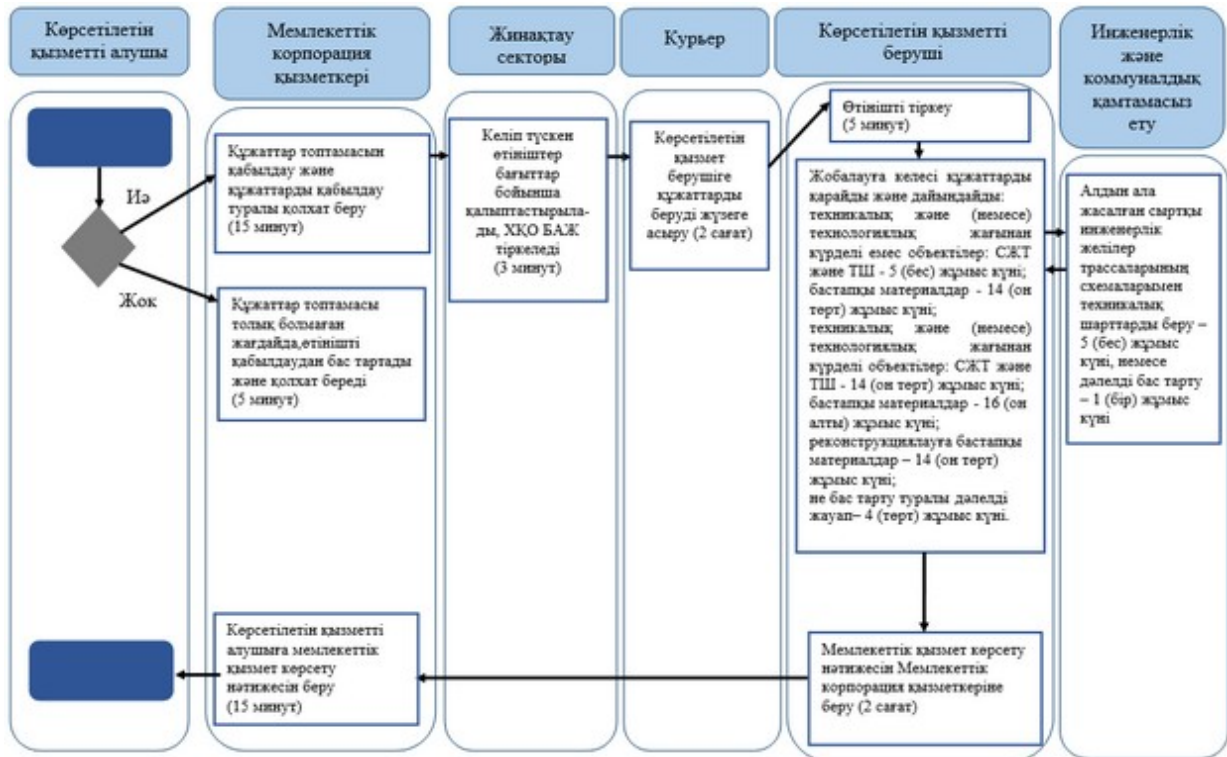 Көрсетілетін
қызметті алушы
Мемлекеттік
корпорация
қызметкері
Жинақтау
секторы
Курьер
Көрсетілетін қызметті
беруші
Инженерлік
және
коммуналдық
қамтамасыз
ету
Иә
Жок
Құжаттар топтамасын
қабылдау және
құжаттарды қабылдау
туралы қолхат беру
(15 минут)
Құжаттар топтамасы
толық болмаған
жағдайда,өтінішті
қабылдаудан бас тартады
және қолхат береді
(5 минут)
Келіп түскен
өтініштер
бағыттар
бойынша
қалыптастырыла-
ды, ХҚО БАЖ
тіркеледі
(3 минут)
Көрсетілетін
қызмет
берушіге
құжаттарды
беруді жүзеге
асыру (2 сағат)
Өтінішті тіркеу
(5 минут)
Жобалауға келесі құжаттарды
қарайды және дайындайды:
техникалық және (немесе)
технологиялық жағынан
күрделі емес объектілер: СЖТ
және ТШ - 5 (бес) жұмыс күні;
бастапқы материалдар - 14 (он
төрт) жұмыс күні;
техникалық және (немесе)
технологиялық жағынан
күрделі объектілер: СЖТ және
ТШ - 14 (он төрт) жұмыс күні;
бастапқы материалдар - 16 (он
алты) жұмыс күні;
реконструкциялауға бастапқы
материалдар – 14 (он төрт)
жұмыс күні;
не бас тарту туралы дәлелді
жауап– 4 (төрт) жұмыс күні.
Алдын ала
жасалған сыртқы
инженерлік
желілер
трассаларының
схемаларымен
техникалық
шарттарды беру –
5 (бес) жұмыс
күні, немесе
дәлелді бас тарту
– 1 (бір) жұмыс
күні
Көрсетілетін қызметті
алушыға мемлекеттік
қызмет көрсету
нәтижесін беру
(15 минут)
Мемлекеттік қызмет көрсету
нәтижесін Мемлекеттік
корпорация қызметкеріне
беру (2 сағат)